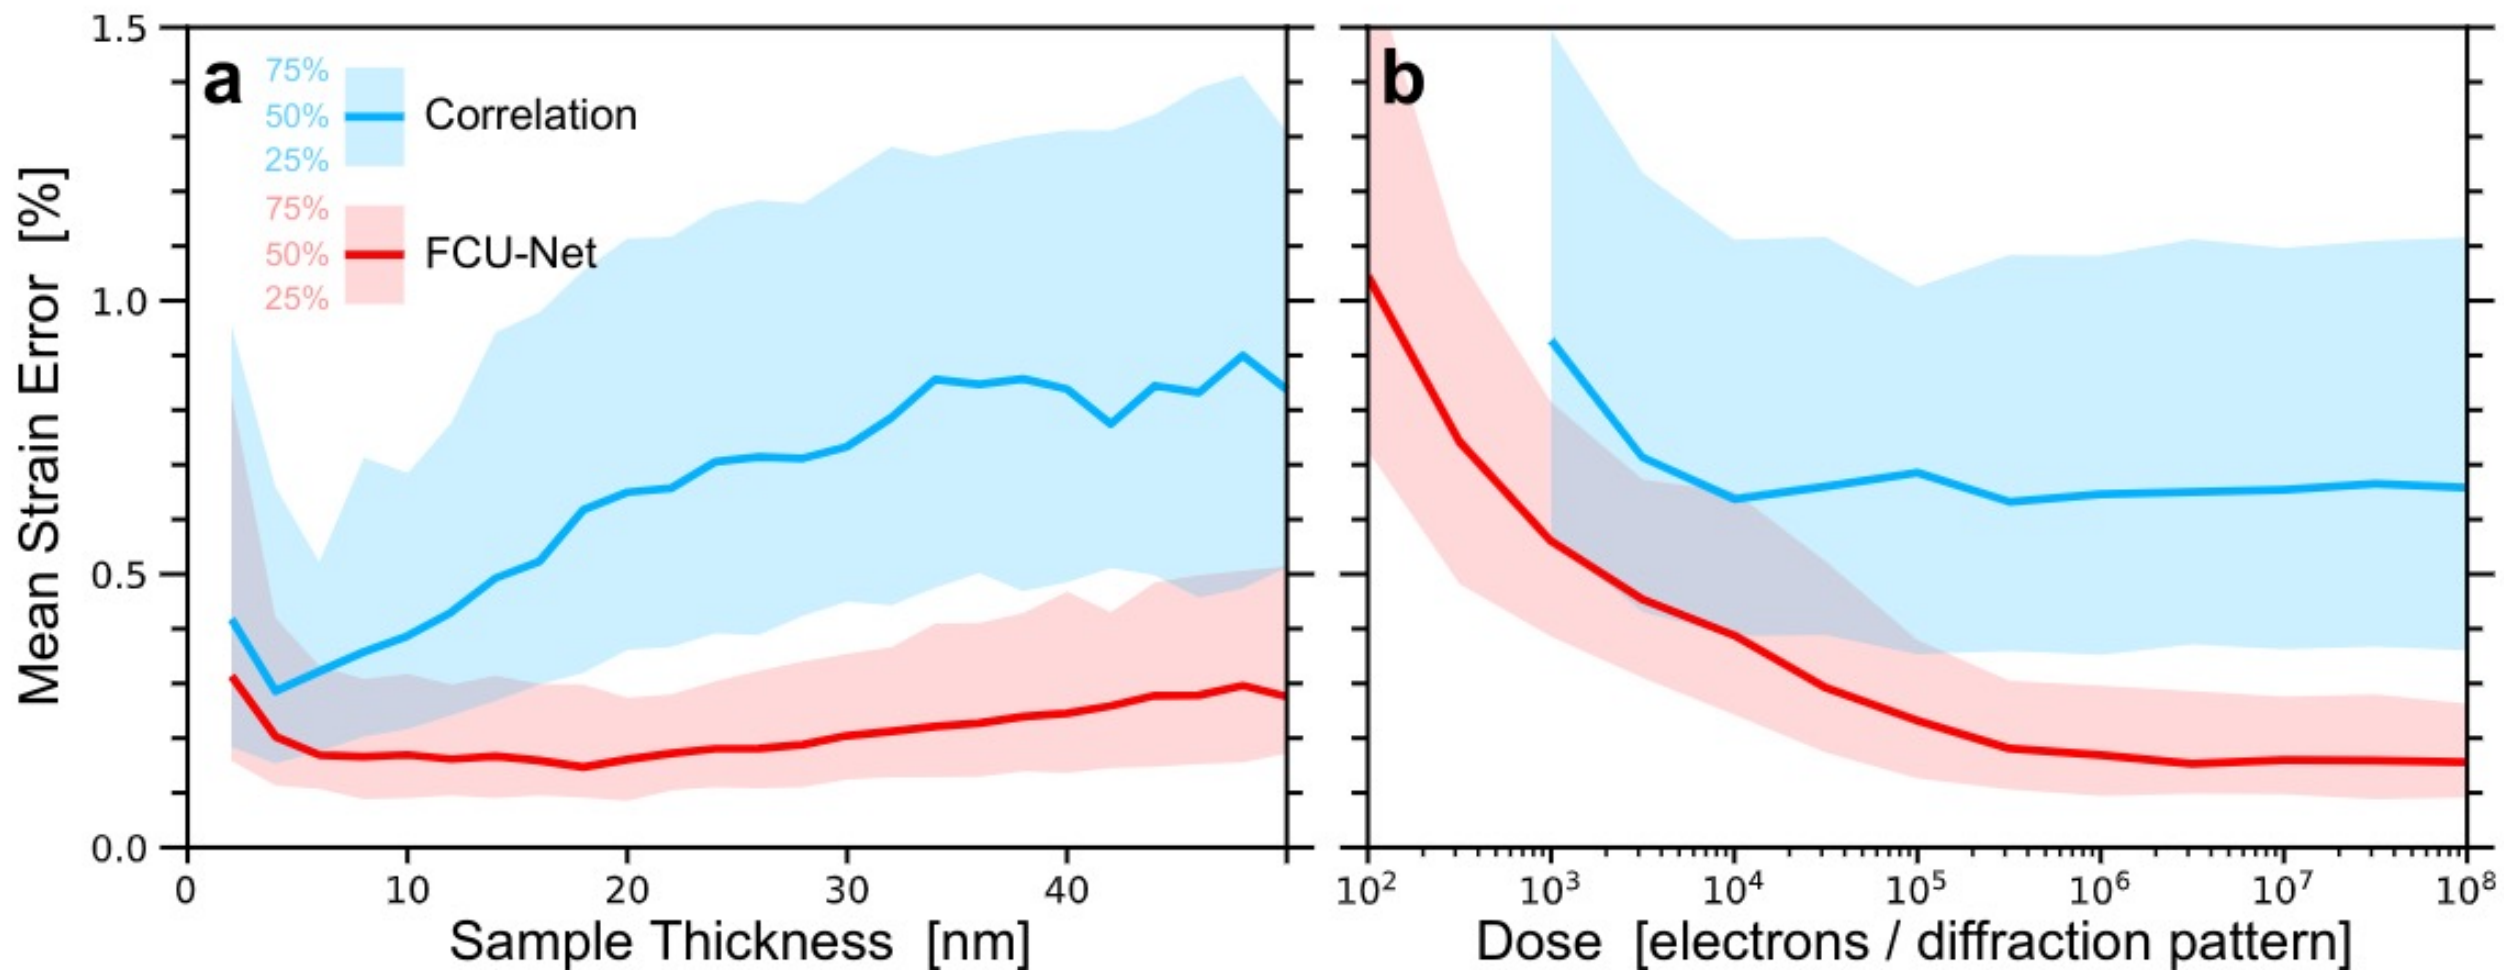 Mean Strain Error [%]
1.5
1.0
0.5
0.0
a
75%
50%
25%
Correlation
75%
50%
25%
FCU-Net
0 10 20 30 40
Sample Thickness [nm]
b
10² 10³ 10⁴ 10⁵ 10⁶ 10⁷ 10⁸
Dose [electrons / diffraction pattern]